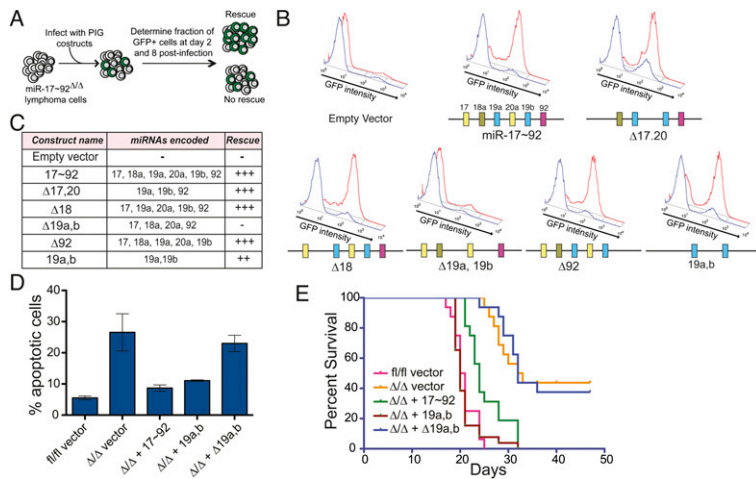 A
Infect with PIG
costructs
Determine fraction of
GFP+ cells at day 2
and 8 post-infection
Rescue
miR-17~92Δ/Δ
lymphoma cells
No rescue
B
GFP intensity
Empty Vector
GFP intensity
17 18a 19a 20a 19b 92
miR-17~92
GFP intensity
Δ17.20
GFP intensity
Δ18
GFP intensity
Δ19a, 19b
GFP intensity
Δ92
GFP intensity
19a,b
C
Construct name miRNAs encoded Rescue
Empty vector - -
17~92 17, 18a, 19a, 20a, 19b, 92 +++
Δ17,20 19a, 19b, 92 +++
Δ18 17, 19a, 20a, 19b, 92 +++
Δ19a,b 17, 18a, 20a, 92 -
Δ92 17, 18a, 19a, 20a, 19b +++
19a,b 19a,19b ++
D
% apoptotic cells
40
30
20
10
0
fl/fl vector
Δ/Δ vector
Δ/Δ + 17~92
Δ/Δ + 19a,b
Δ/Δ + Δ19a,b
E
Percent Survival
100
80
60
40
20
0
fl/fl vector
Δ/Δ vector
Δ/Δ + 17~92
Δ/Δ + 19a,b
Δ/Δ + Δ19a,b
0 10 20 30 40 50
Days